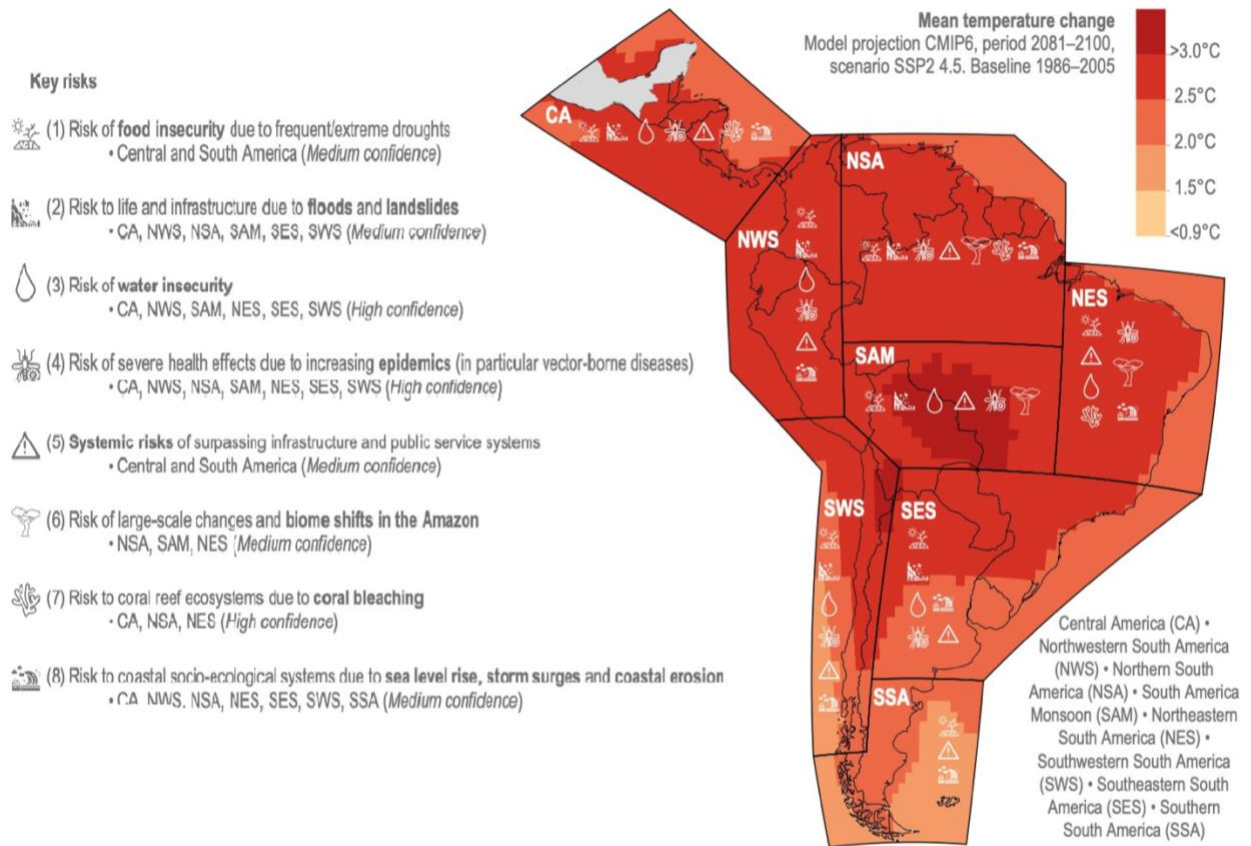 Key risks
(1) Risk of food insecurity due to frequent/extreme droughts
• Central and South America (Medium confidence)
(2) Risk to life and infrastructure due to floods and landslides
• CA, NWS, NSA, SAM, SES, SWS (Medium confidence)
(3) Risk of water insecurity
• CA, NWS, SAM, NES, SES, SWS (High confidence)
(4) Risk of severe health effects due to increasing epidemics (in particular vector-borne diseases)
• CA, NWS, NSA, SAM, NES, SES, SWS (High confidence)
(5) Systemic risks of surpassing infrastructure and public service systems
• Central and South America (Medium confidence)
(6) Risk of large-scale changes and biome shifts in the Amazon
• NSA, SAM, NES (Medium confidence)
(7) Risk to coral reef ecosystems due to coral bleaching
• CA, NSA, NES (High confidence)
(8) Risk to coastal socio-ecological systems due to sea level rise, storm surges and coastal erosion
• CA, NWS, NSA, NES, SES, SWS, SSA (Medium confidence)
Mean temperature change
Model projection CMIP6, period 2081–2100,
scenario SSP2 4.5. Baseline 1986–2005
>3.0°C
2.5°C
2.0°C
1.5°C
<0.9°C
CA
NSA
NWS
NES
SAM
SWS
SES
SSA
Central America (CA) •
Northwestern South America
(NWS) • Northern South
America (NSA) • South America
Monsoon (SAM) • Northeastern
South America (NES) •
Southwestern South America
(SWS) • Southeastern South
America (SES) • Southern
South America (SSA)